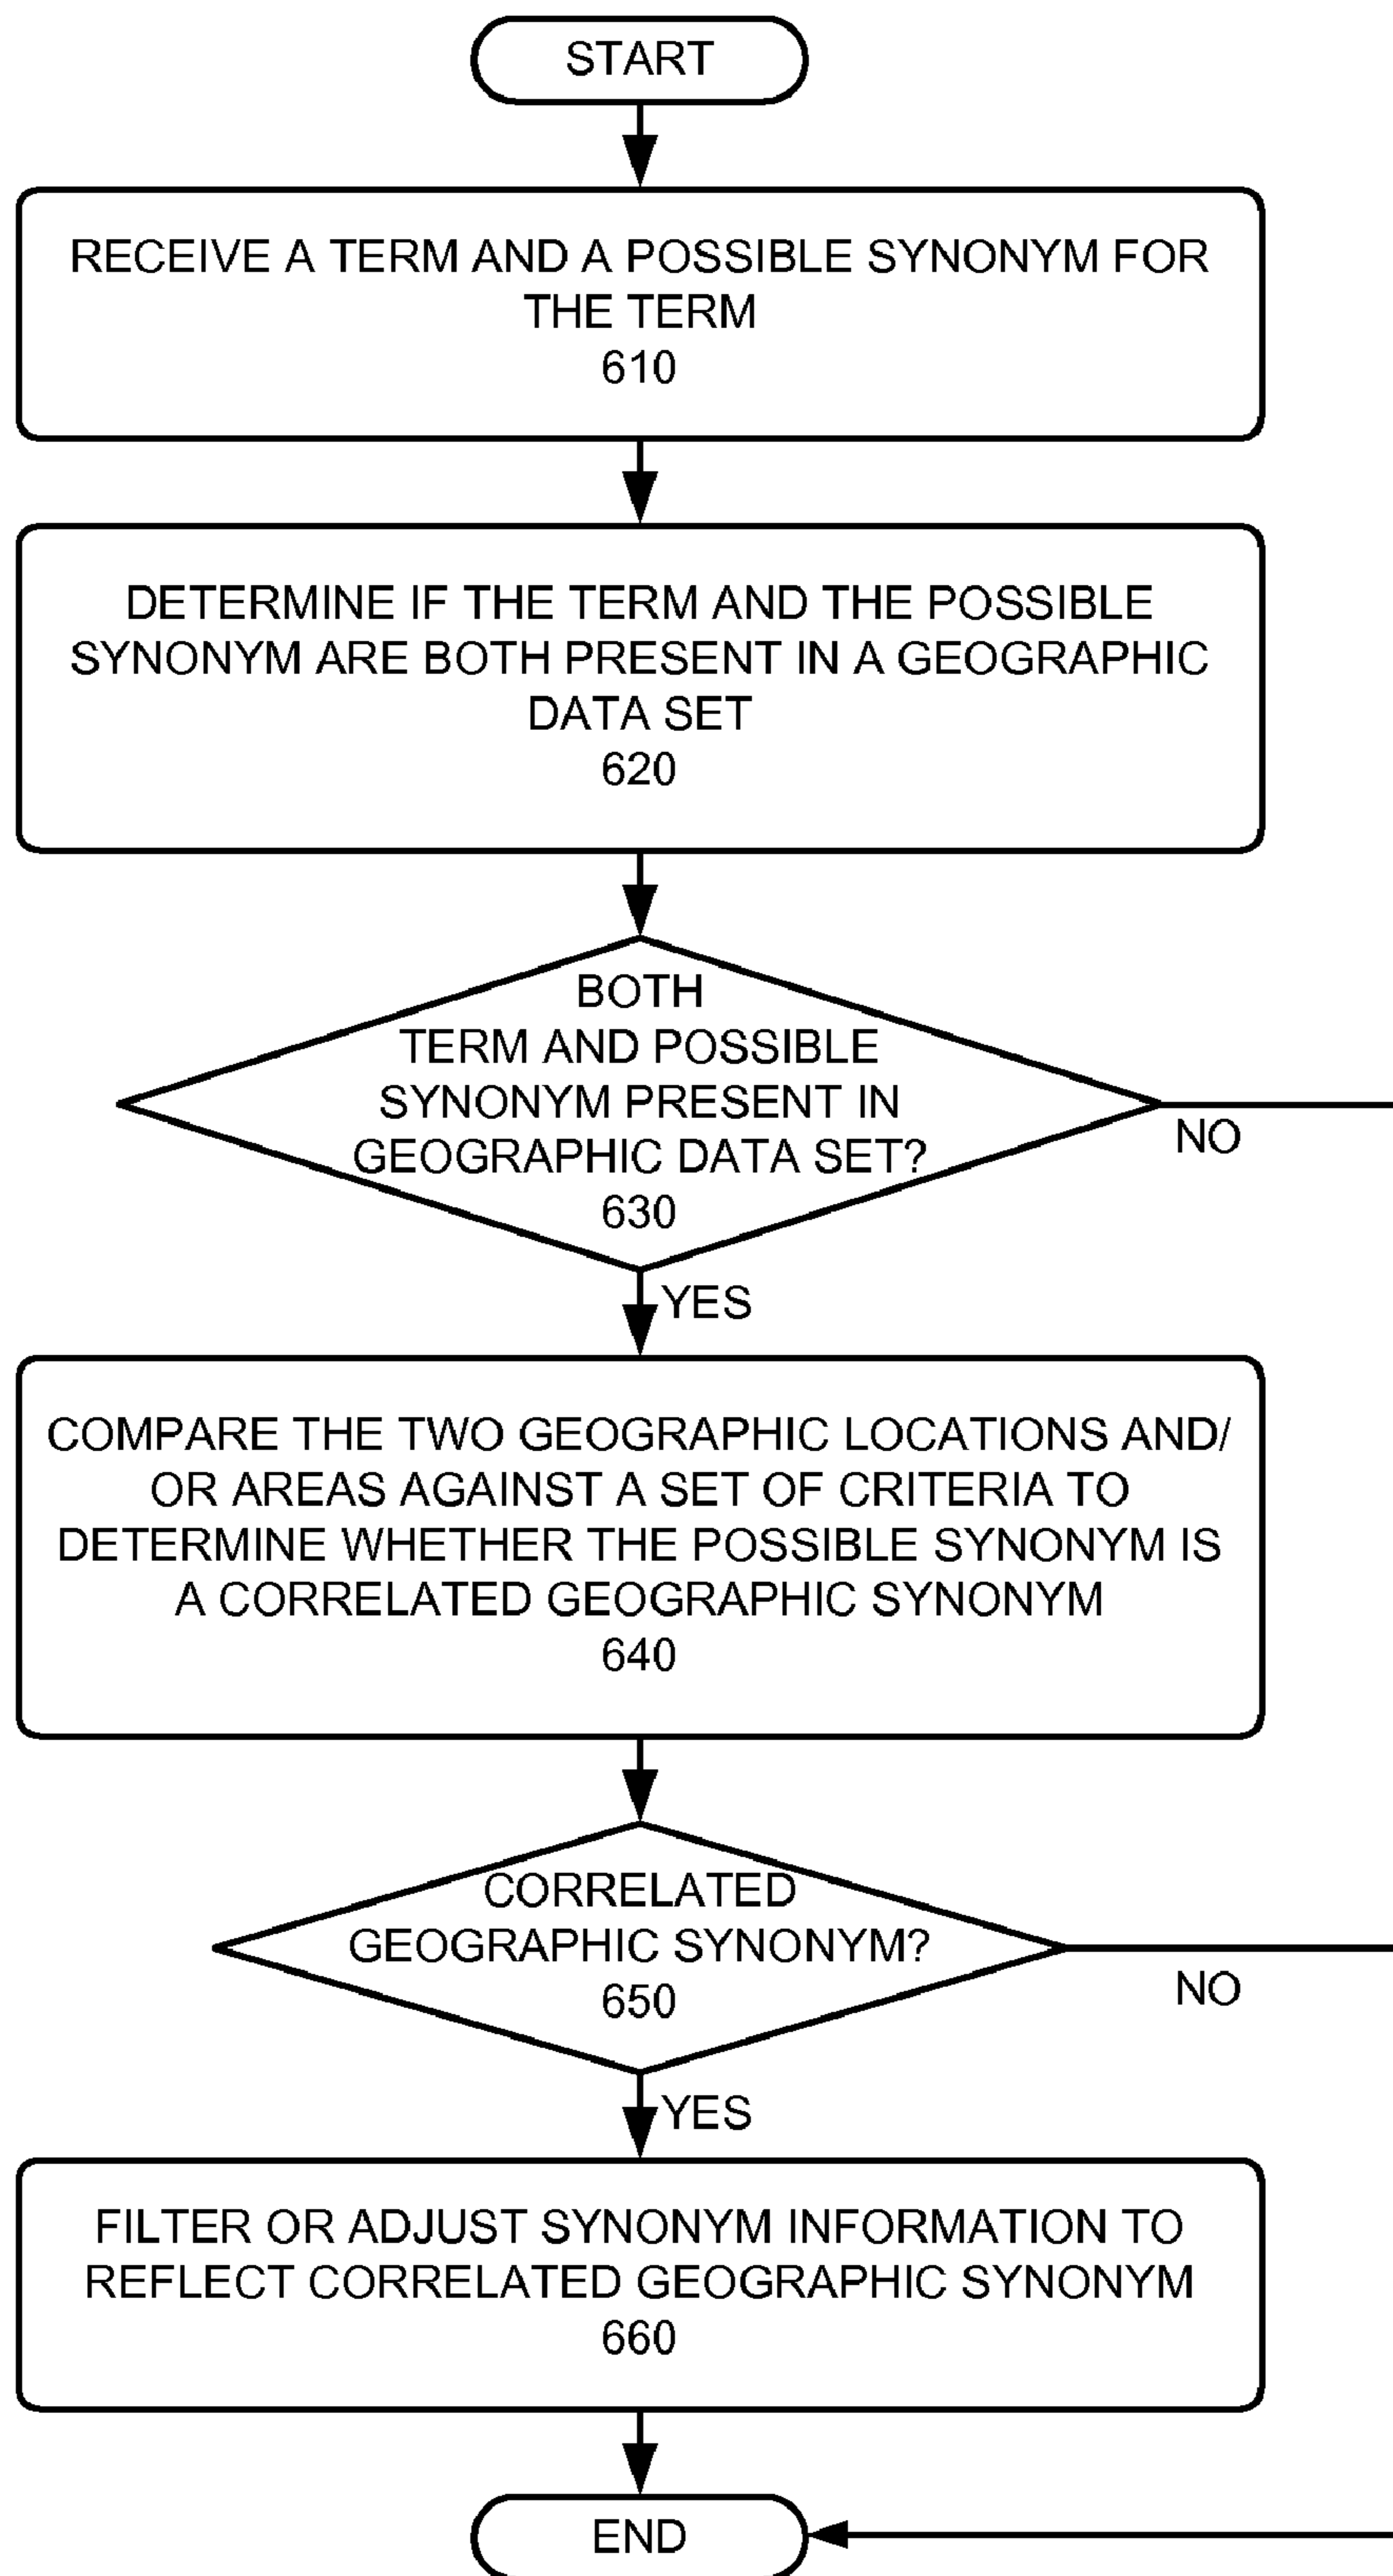 START
RECEIVE A TERM AND A POSSIBLE SYNONYM FOR
THE TERM
610
DETERMINE IF THE TERM AND THE POSSIBLE
SYNONYM ARE BOTH PRESENT IN A GEOGRAPHIC
DATA SET
620
BOTH
TERM AND POSSIBLE
SYNONYM PRESENT IN
GEOGRAPHIC DATA SET?
630
NO
YES
COMPARE THE TWO GEOGRAPHIC LOCATIONS AND/
OR AREAS AGAINST A SET OF CRITERIA TO
DETERMINE WHETHER THE POSSIBLE SYNONYM IS
A CORRELATED GEOGRAPHIC SYNONYM
640
CORRELATED
GEOGRAPHIC SYNONYM?
650
NO
YES
FILTER OR ADJUST SYNONYM INFORMATION TO
REFLECT CORRELATED GEOGRAPHIC SYNONYM
660
END